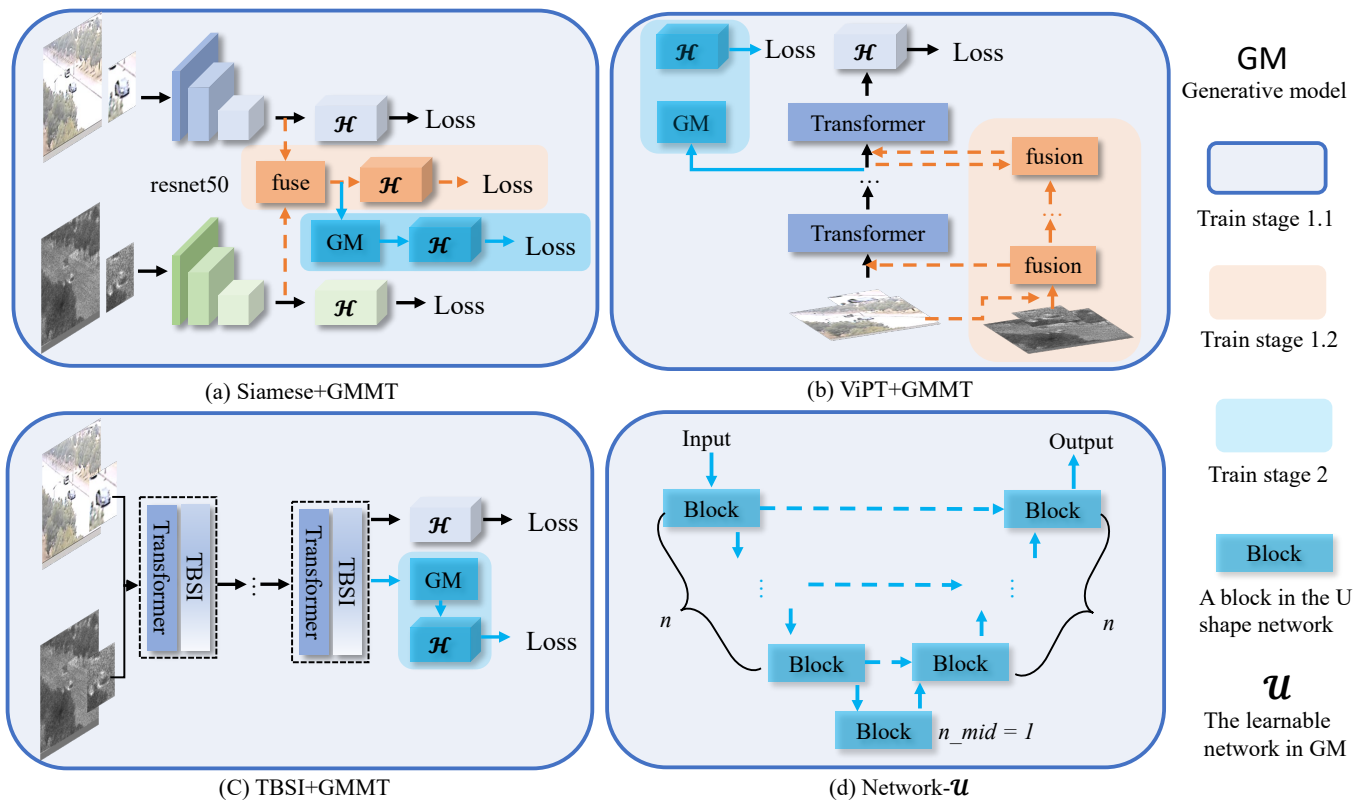 ℋ
Loss
resnet50
fuse
ℋ
Loss
GM
ℋ
Loss
ℋ
Loss
(a) Siamese+GMMT
ℋ
Loss
ℋ
Loss
GM
Transformer
fusion
...
...
Transformer
fusion
(b) ViPT+GMMT
GM
Generative model
Train stage 1.1
Train stage 1.2
Train stage 2
Block
A block in the U
shape network
𝒰
The learnable
network in GM
Transformer
TBSI
...
Transformer
TBSI
ℋ
Loss
GM
ℋ
Loss
(C) TBSI+GMMT
Input
Output
Block
Block
...
...
n
n
Block
Block
Block
n_mid = 1
(d) Network-𝒰